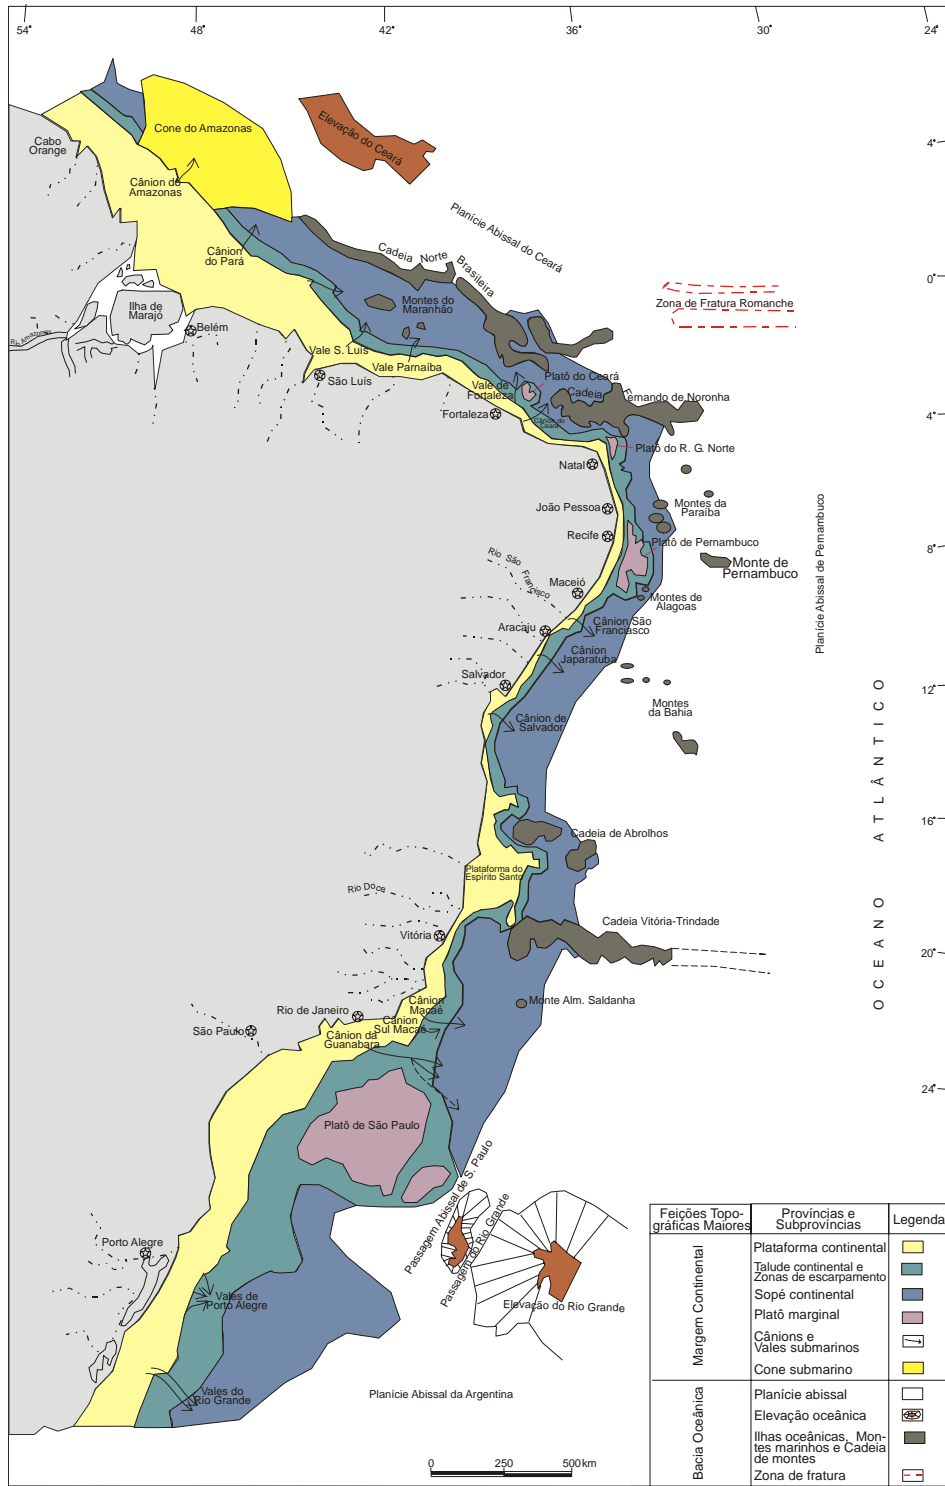 54°
48°
42°
36°
30°
24°
Cone do Amazonas
Elevação do Ceará
Cabo
Orange
4°
Cânion do
Amazonas
Planície Abissal do Ceará
Cânion
do Pará
Cadeia Norte
Brasileira
0°
Ilha de
Marajó
Montes do
Maranhão
Zona de Fratura Romanche
Rio Amazonas
Belém
Vale S. Luís
Vale Parnaíba
São Luís
Platô do Ceará
Vale de
Fortaleza
Cadeia
Fernando de Noronha
Fortaleza
Cânion do
Ceará
4°
Platô do R. G. Norte
Natal
João Pessoa
Montes da
Paraíba
Recife
Platô de Pernambuco
8°
Rio São
Francisco
Monte de
Pernambuco
Planície Abissal de Pernambuco
Maceió
Montes de
Alagoas
Aracaju
Cânion São
Franciasco
Cânion
Japaratuba
Salvador
12°
Montes
da Bahia
Cânion de
Salvador
OCEANO ATLÂNTICO
16°
Cadeia de Abrolhos
Plataforma do
Espírito Santo
Rio Doce
Vitória
Cadeia Vitória-Trindade
20°
Monte Alm. Saldanha
Cânion
Macaé
Rio de Janeiro
Cânion
Sul Macaé
São Paulo
Cânion da
Guanabara
24°
Platô de São Paulo
Passagem Abissal de S. Paulo
Passagem do Rio Grande
Porto Alegre
Vales de
Porto Alegre
Elevação do Rio Grande
Vales do
Rio Grande
Planície Abissal da Argentina
0
250
500 km
Feições Topo-
gráficas Maiores
Províncias e
Subprovíncias
Legenda
Margem Continental
Plataforma continental
Talude continental e
Zonas de escarpamento
Sopé continental
Platô marginal
Cânions e
Vales submarinos
Cone submarino
Bacia Oceânica
Planície abissal
Elevação oceânica
Ilhas oceânicas, Mon-
tes marinhos e Cadeia
de montes
Zona de fratura